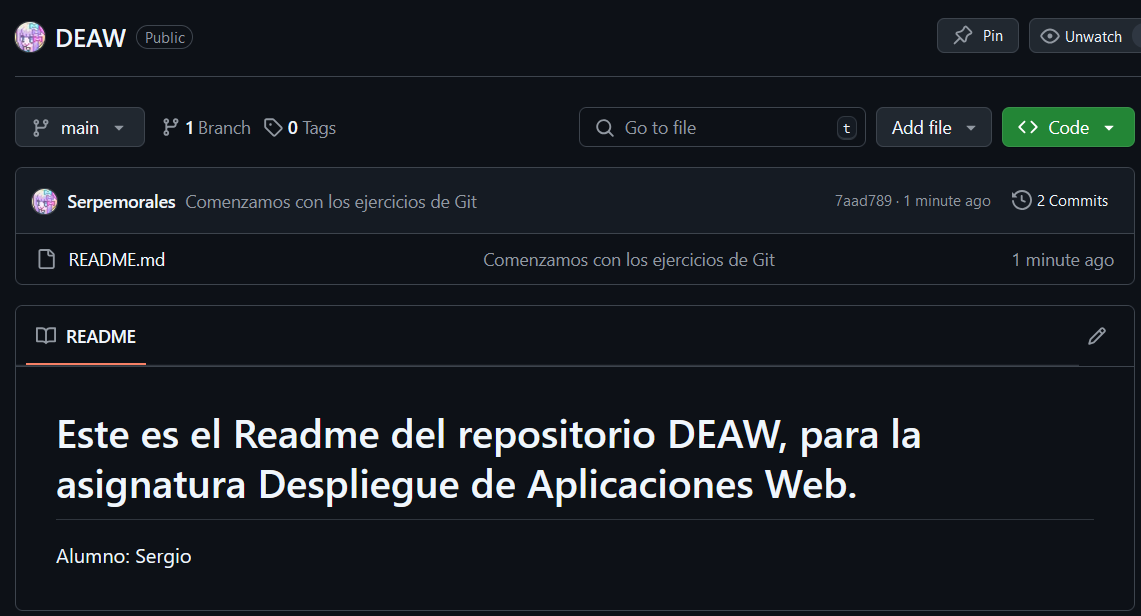 DEAW Public Pin Unwatch
main 1 Branch 0 Tags Go to file t Add file Code
Serpemorales Comenzamos con los ejercicios de Git 7aad789 · 1 minute ago 2 Commits
README.md Comenzamos con los ejercicios de Git 1 minute ago
README
Este es el Readme del repositorio DEAW, para la
asignatura Despliegue de Aplicaciones Web.
Alumno: Sergio